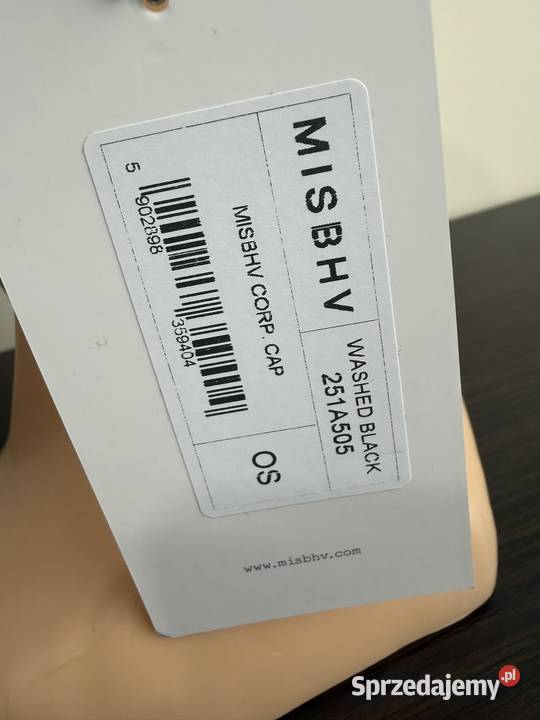 MISBHV
WASHED BLACK
251A505
MISBHV CORP. CAP
OS
5 902898 359404
www.misbhv.com
Sprzedajemy.pl